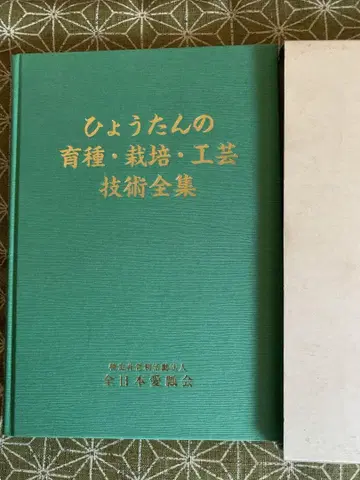 ひょうたんの
育種・栽培・工芸
技術全集
全日本愛瓢会